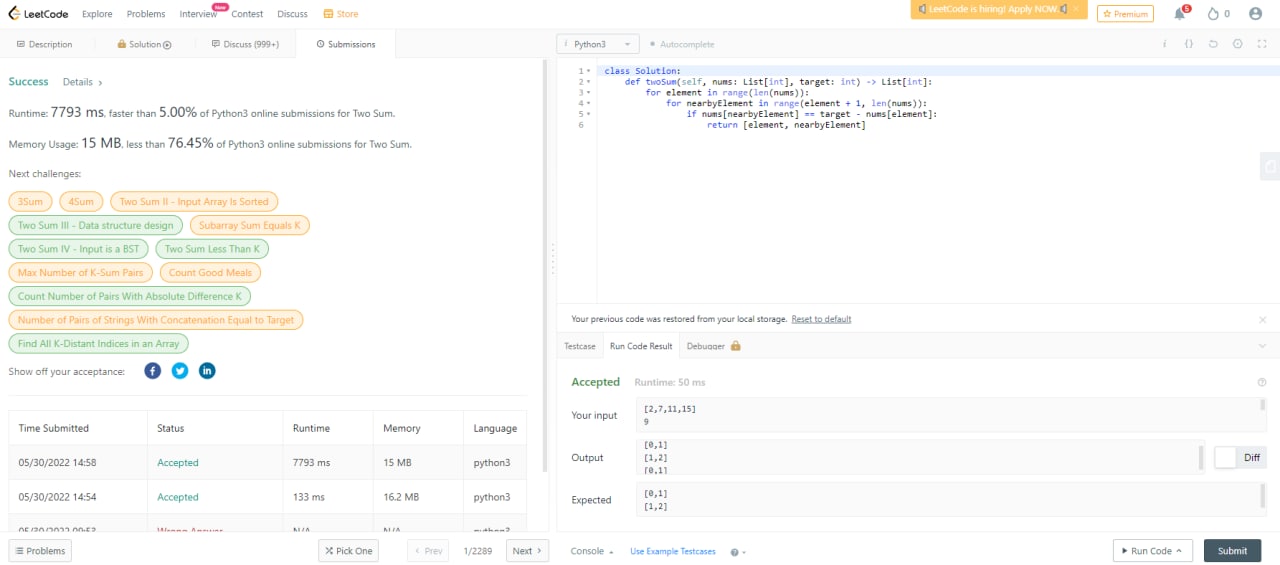 LeetCode Explore Problems Interview New Contest Discuss Store LeetCode is hiring! Apply NOW. Premium 5 0
Description Solution Discuss (999+) Submissions
Success Details >
Runtime: 7793 ms, faster than 5.00% of Python3 online submissions for Two Sum.
Memory Usage: 15 MB, less than 76.45% of Python3 online submissions for Two Sum.
Next challenges:
3Sum 4Sum Two Sum II - Input Array Is Sorted
Two Sum III - Data structure design Subarray Sum Equals K
Two Sum IV - Input is a BST Two Sum Less Than K
Max Number of K-Sum Pairs Count Good Meals
Count Number of Pairs With Absolute Difference K
Number of Pairs of Strings With Concatenation Equal to Target
Find All K-Distant Indices in an Array
Show off your acceptance:
Time Submitted Status Runtime Memory Language
05/30/2022 14:58 Accepted 7793 ms 15 MB python3
05/30/2022 14:54 Accepted 133 ms 16.2 MB python3
05/30/2022 09:53 Wrong Answer N/A N/A python3
Problems Pick One < Prev 1/2289 Next >
i Python3 Autocomplete i {}
1 class Solution:
2 def twoSum(self, nums: List[int], target: int) -> List[int]:
3 for element in range(len(nums)):
4 for nearbyElement in range(element + 1, len(nums)):
5 if nums[nearbyElement] == target - nums[element]:
6 return [element, nearbyElement]
Your previous code was restored from your local storage. Reset to default
Testcase Run Code Result Debugger
Accepted Runtime: 50 ms
Your input
[2,7,11,15]
9
Output
[0,1]
[1,2]
[0,1]
Diff
Expected
[0,1]
[1,2]
Console Use Example Testcases Run Code Submit